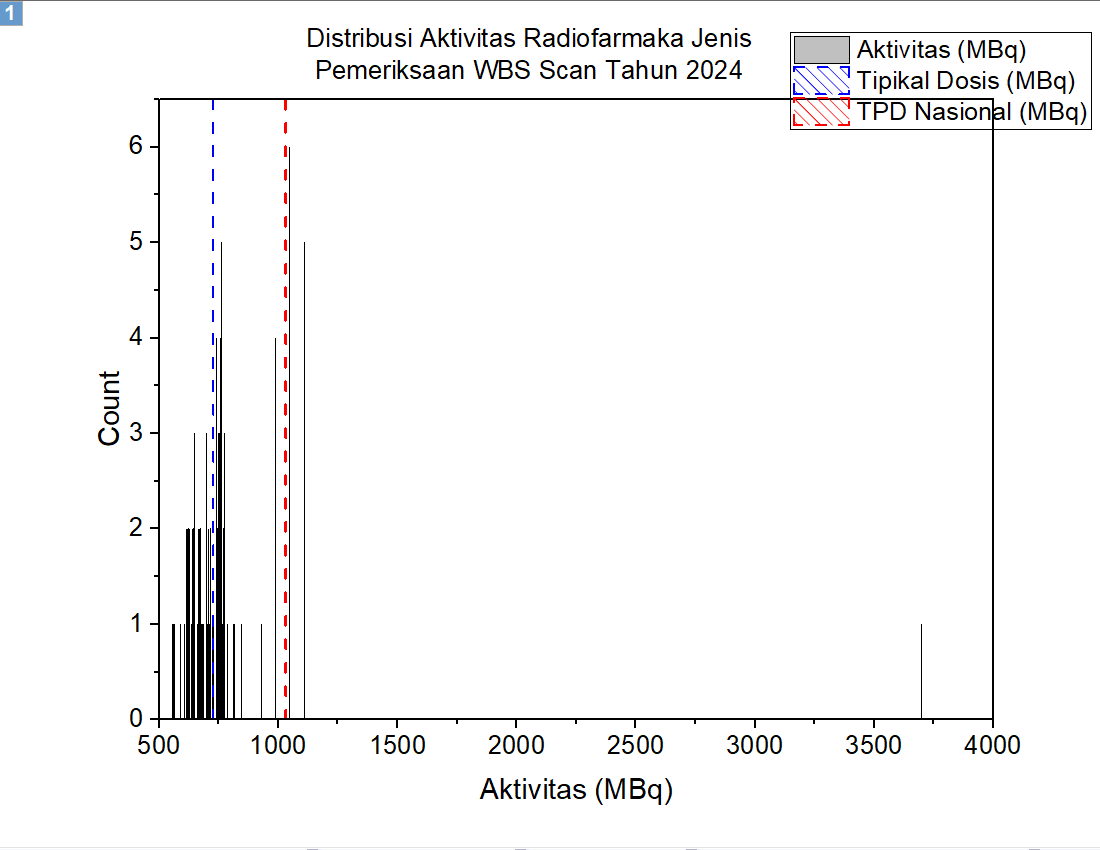 1
Distribusi Aktivitas Radiofarmaka Jenis
Pemeriksaan WBS Scan Tahun 2024
Aktivitas (MBq)
Tipikal Dosis (MBq)
TPD Nasional (MBq)
6
5
4
3
2
1
0
Count
500 1000 1500 2000 2500 3000 3500 4000
Aktivitas (MBq)